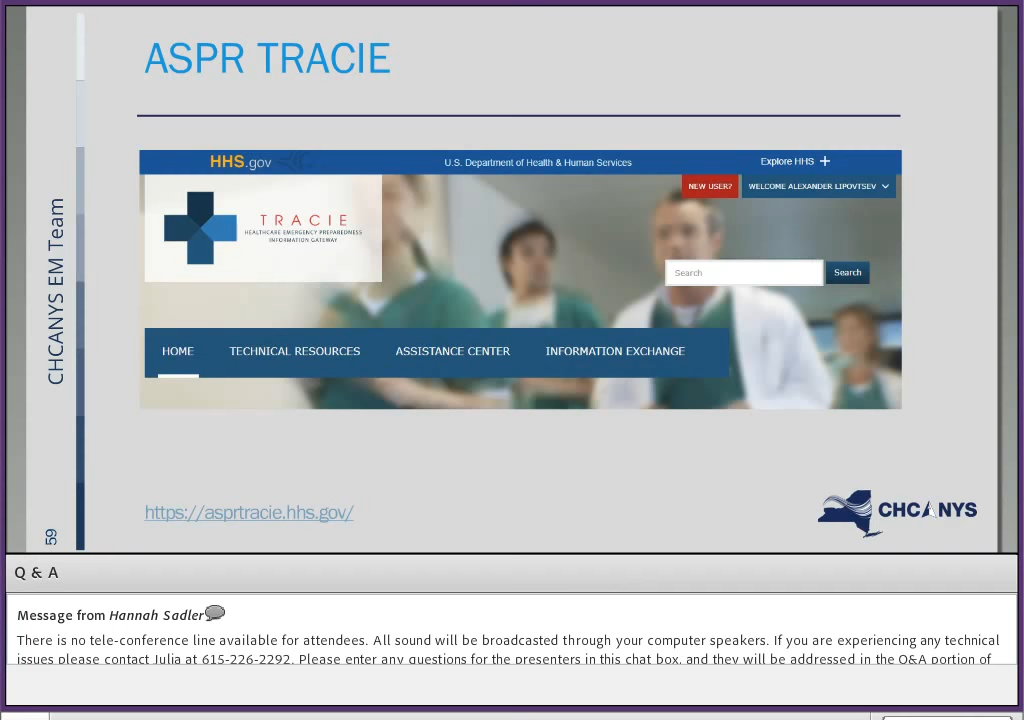 ASPR TRACIE
HHS.gov
U.S. Department of Health & Human Services
Explore HHS +
NEW USER?
WELCOME ALEXANDER LIPOVTSEV
TRACIE
HEALTHCARE EMERGENCY PREPAREDNESS
INFORMATION GATEWAY
Search
Search
HOME
TECHNICAL RESOURCES
ASSISTANCE CENTER
INFORMATION EXCHANGE
CHCANYS EM Team
59
https://asprtracie.hhs.gov/
CHCANYS
Q & A
Message from Hannah Sadler
There is no tele-conference line available for attendees. All sound will be broadcasted through your computer speakers. If you are experiencing any technical
issues please contact Julia at 615-226-2292. Please enter any questions for the presenters in this chat box, and they will be addressed in the Q&A portion of